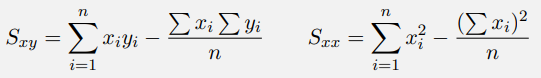 $S_{xy} = \sum_{i=1}^{n} x_i y_i - \frac{\sum x_i \sum y_i}{n} \qquad S_{xx} = \sum_{i=1}^{n} x_i^2 - \frac{(\sum x_i)^2}{n}$